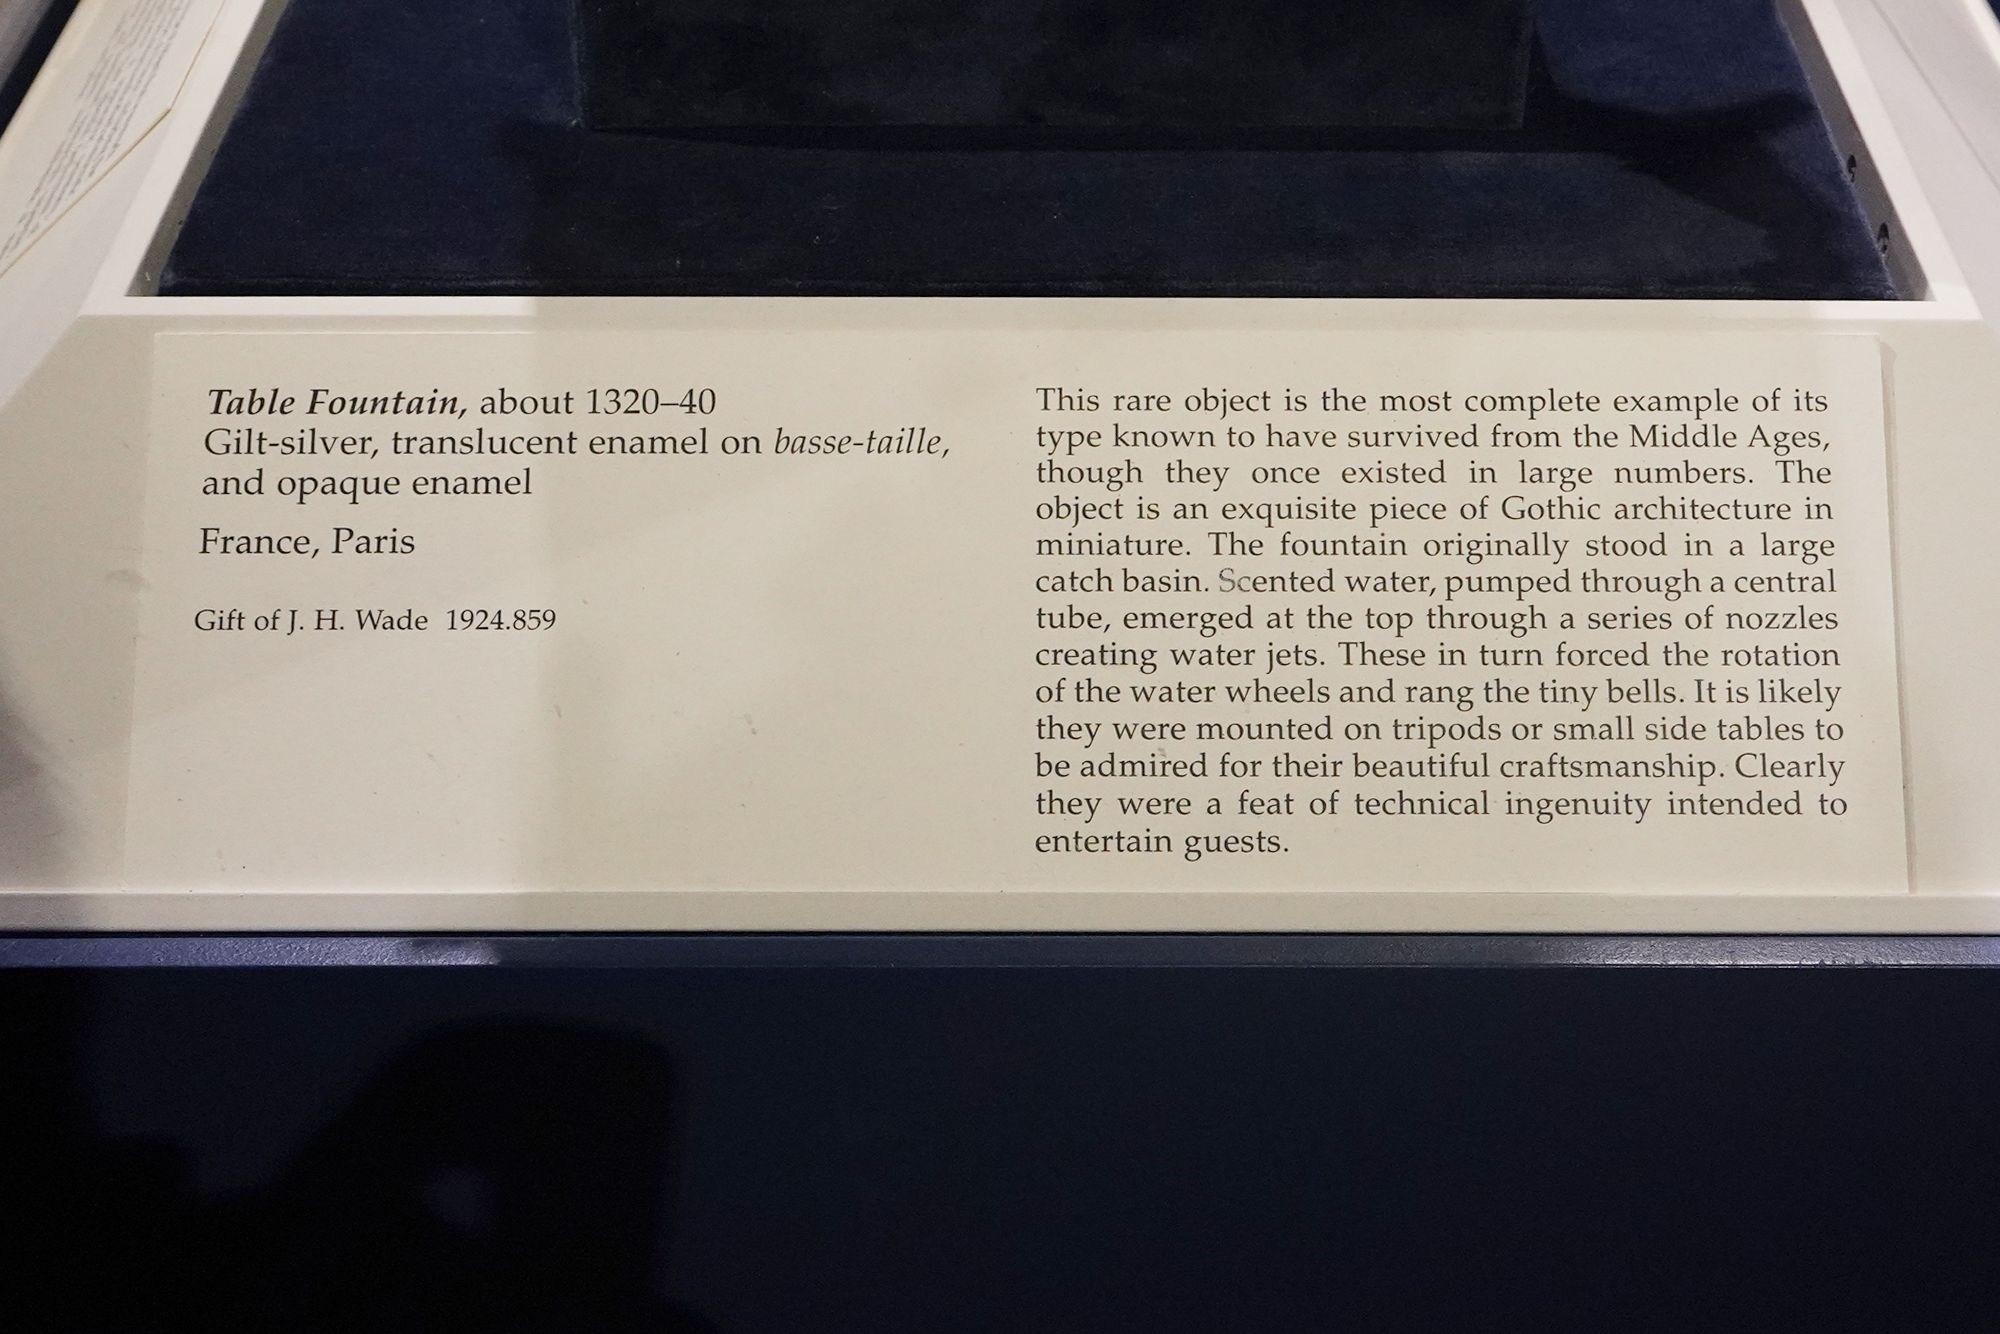 Table Fountain, about 1320–40
Gilt-silver, translucent enamel on basse-taille,
and opaque enamel
France, Paris
Gift of J. H. Wade 1924.859
This rare object is the most complete example of its
type known to have survived from the Middle Ages,
though they once existed in large numbers. The
object is an exquisite piece of Gothic architecture in
miniature. The fountain originally stood in a large
catch basin. Scented water, pumped through a central
tube, emerged at the top through a series of nozzles
creating water jets. These in turn forced the rotation
of the water wheels and rang the tiny bells. It is likely
they were mounted on tripods or small side tables to
be admired for their beautiful craftsmanship. Clearly
they were a feat of technical ingenuity intended to
entertain guests.